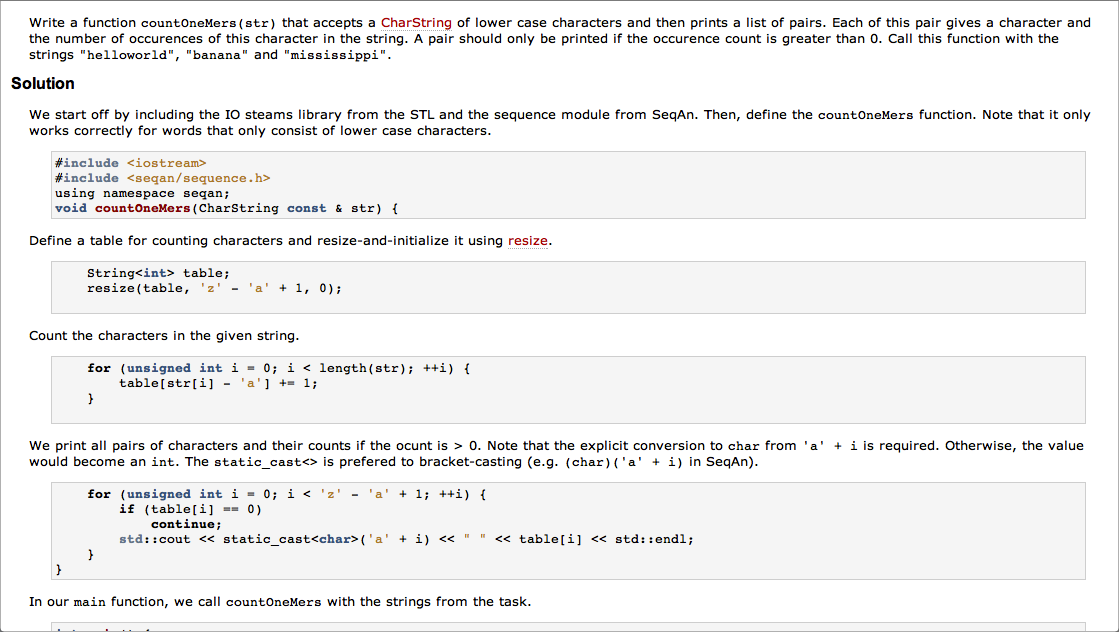 Write a function countOneMers(str) that accepts a CharString of lower case characters and then prints a list of pairs. Each of this pair gives a character and
the number of occurences of this character in the string. A pair should only be printed if the occurence count is greater than 0. Call this function with the
strings "helloworld", "banana" and "mississippi".
Solution
We start off by including the IO steams library from the STL and the sequence module from SeqAn. Then, define the countOneMers function. Note that it only
works correctly for words that only consist of lower case characters.
#include <iostream>
#include <seqan/sequence.h>
using namespace seqan;
void countOneMers(CharString const & str) {
Define a table for counting characters and resize-and-initialize it using resize.
String<int> table;
resize(table, 'z' - 'a' + 1, 0);
Count the characters in the given string.
for (unsigned int i = 0; i < length(str); ++i) {
table[str[i] - 'a'] += 1;
}
We print all pairs of characters and their counts if the ocunt is > 0. Note that the explicit conversion to char from 'a' + i is required. Otherwise, the value
would become an int. The static_cast<> is prefered to bracket-casting (e.g. (char)('a' + i) in SeqAn).
for (unsigned int i = 0; i < 'z' - 'a' + 1; ++i) {
if (table[i] == 0)
continue;
std::cout << static_cast<char>('a' + i) << " " << table[i] << std::endl;
}
}
In our main function, we call countOneMers with the strings from the task.